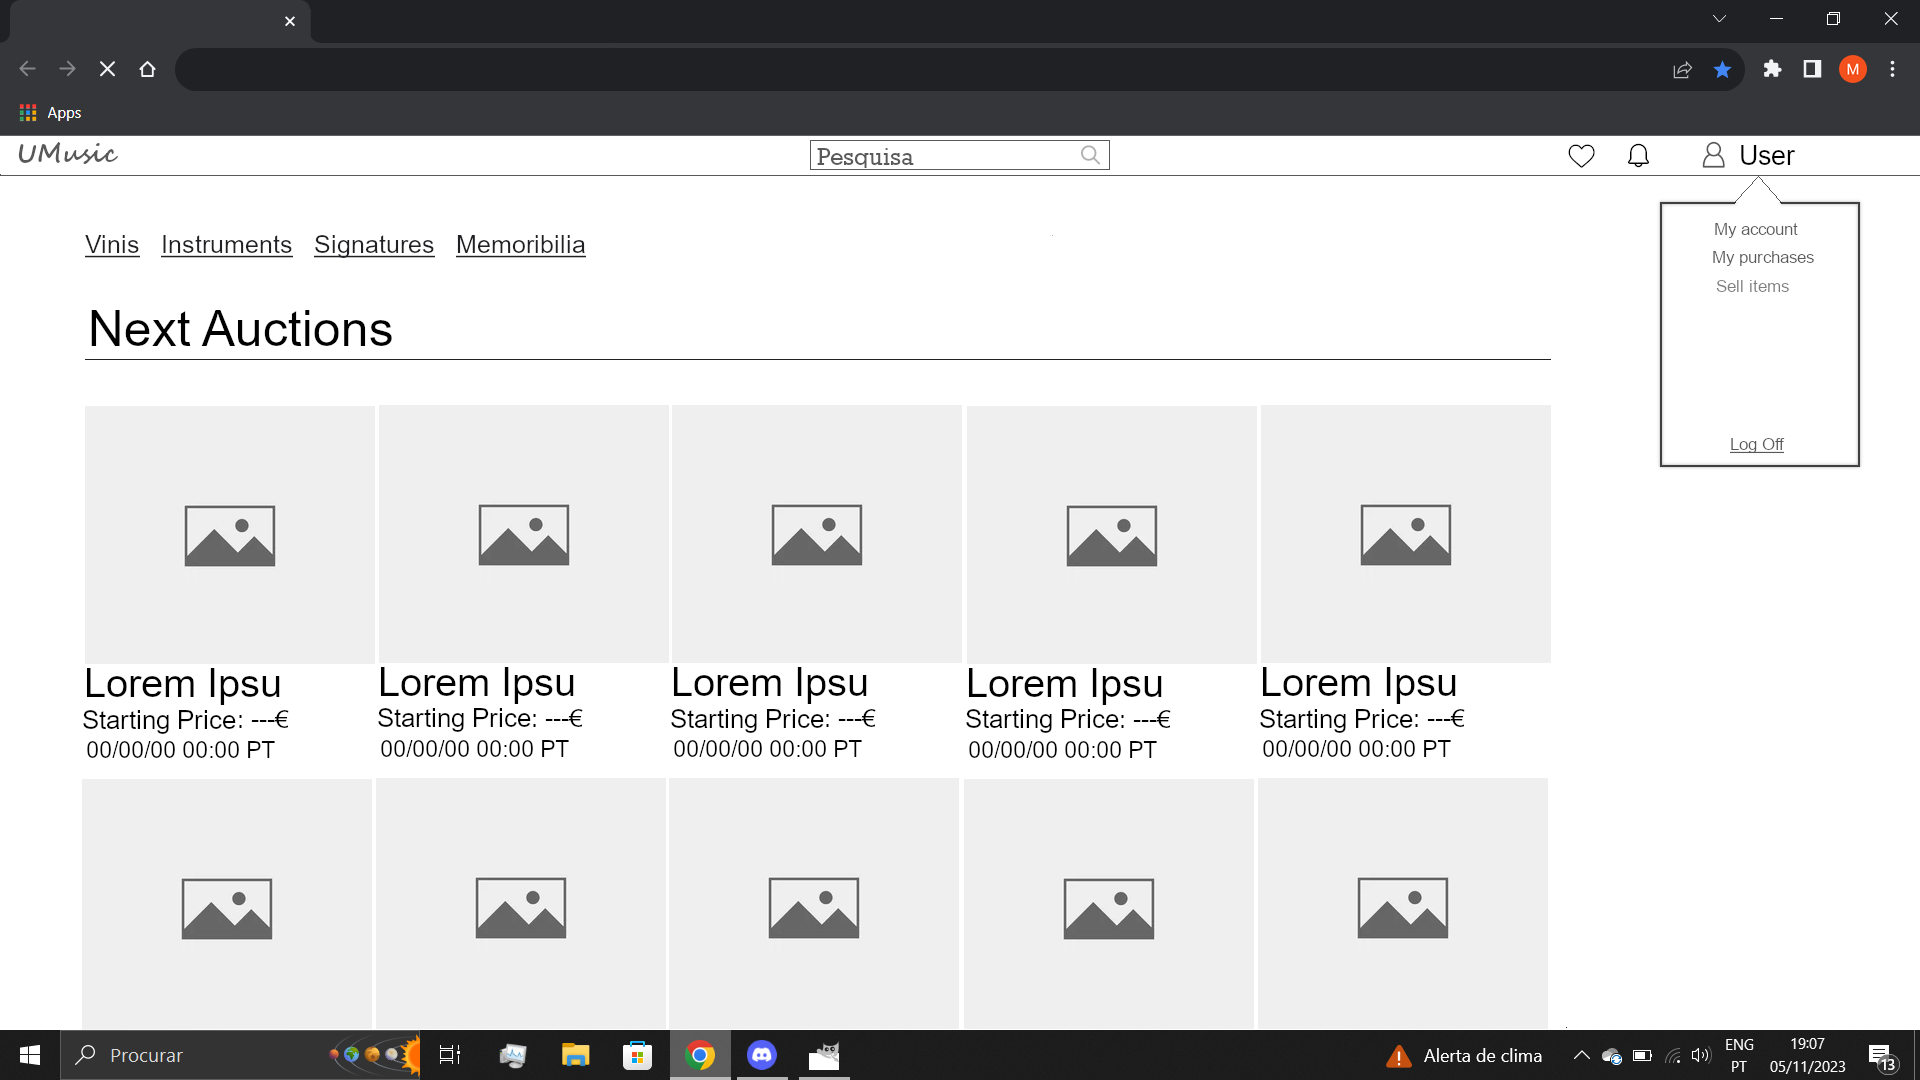 M
Apps
UMusic
Pesquisa
User
My account
My purchases
Sell items
Log Off
Vinis Instruments Signatures Memoribilia
Next Auctions
Lorem Ipsu Lorem Ipsu Lorem Ipsu Lorem Ipsu Lorem Ipsu
Starting Price: ---€ Starting Price: ---€ Starting Price: ---€ Starting Price: ---€ Starting Price: ---€
00/00/00 00:00 PT 00/00/00 00:00 PT 00/00/00 00:00 PT 00/00/00 00:00 PT 00/00/00 00:00 PT
Procurar
Alerta de clima
ENG
PT
19:07
05/11/2023
13